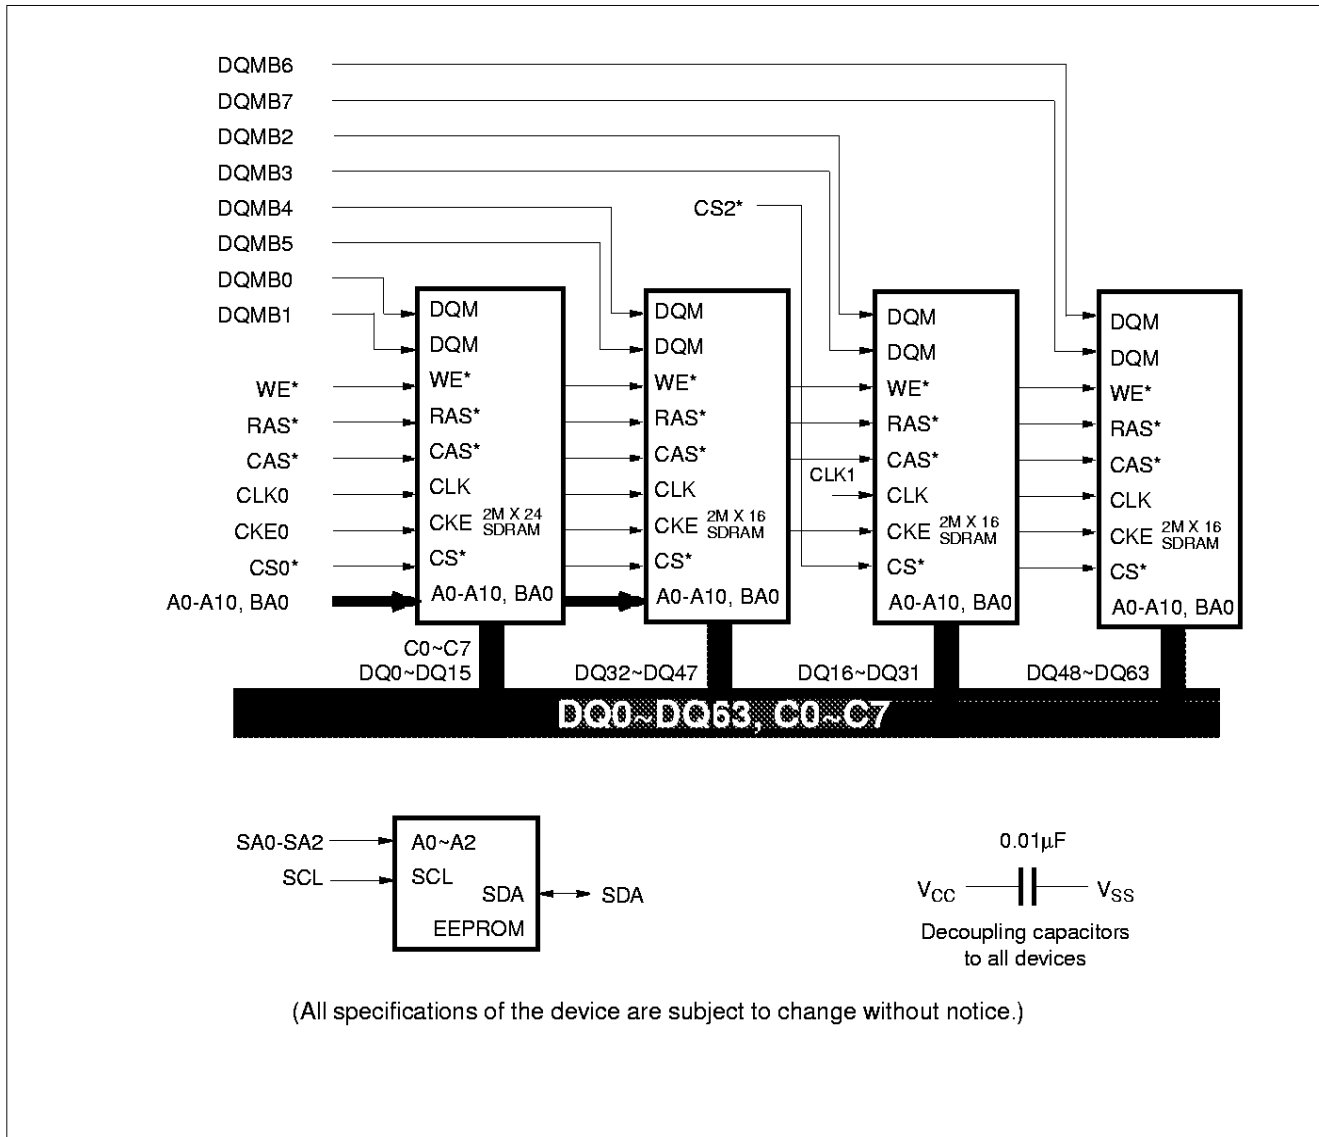 DQMB6
DQMB7
DQMB2
DQMB3
DQMB4
CS2*
DQMB5
DQMB0
DQMB1
WE*
RAS*
CAS*
CLK0
CKE0
CS0*
A0-A10, BA0
DQM
DQM
WE*
RAS*
CAS*
CLK
CKE
2M X 24
SDRAM
CS*
A0-A10, BA0
DQM
DQM
WE*
RAS*
CAS*
CLK
CKE
2M X 16
SDRAM
CS*
A0-A10, BA0
CLK1
DQM
DQM
WE*
RAS*
CAS*
CLK
CKE
2M X 16
SDRAM
CS*
A0-A10, BA0
DQM
DQM
WE*
RAS*
CAS*
CLK
CKE
2M X 16
SDRAM
CS*
A0-A10, BA0
C0~C7
DQ0~DQ15
DQ32~DQ47
DQ16~DQ31
DQ48~DQ63
DQ0~DQ63, C0~C7
SA0-SA2
SCL
A0~A2
SCL
SDA
EEPROM
SDA
0.01µF
VCC
VSS
Decoupling capacitors
to all devices
(All specifications of the device are subject to change without notice.)